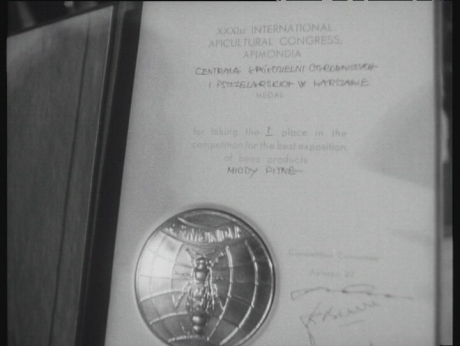 XXXIst INTERNATIONAL
APICULTURAL CONGRESS,
APIMONDIA
CENTRALA SPÓŁDZIELNI OGRODNICZYCH
I PSZCZELARSKICH W WARSZAWIE
MEDAL
for taking the I place in the
competition for the best exposition
of bees products
MIODY PITNE